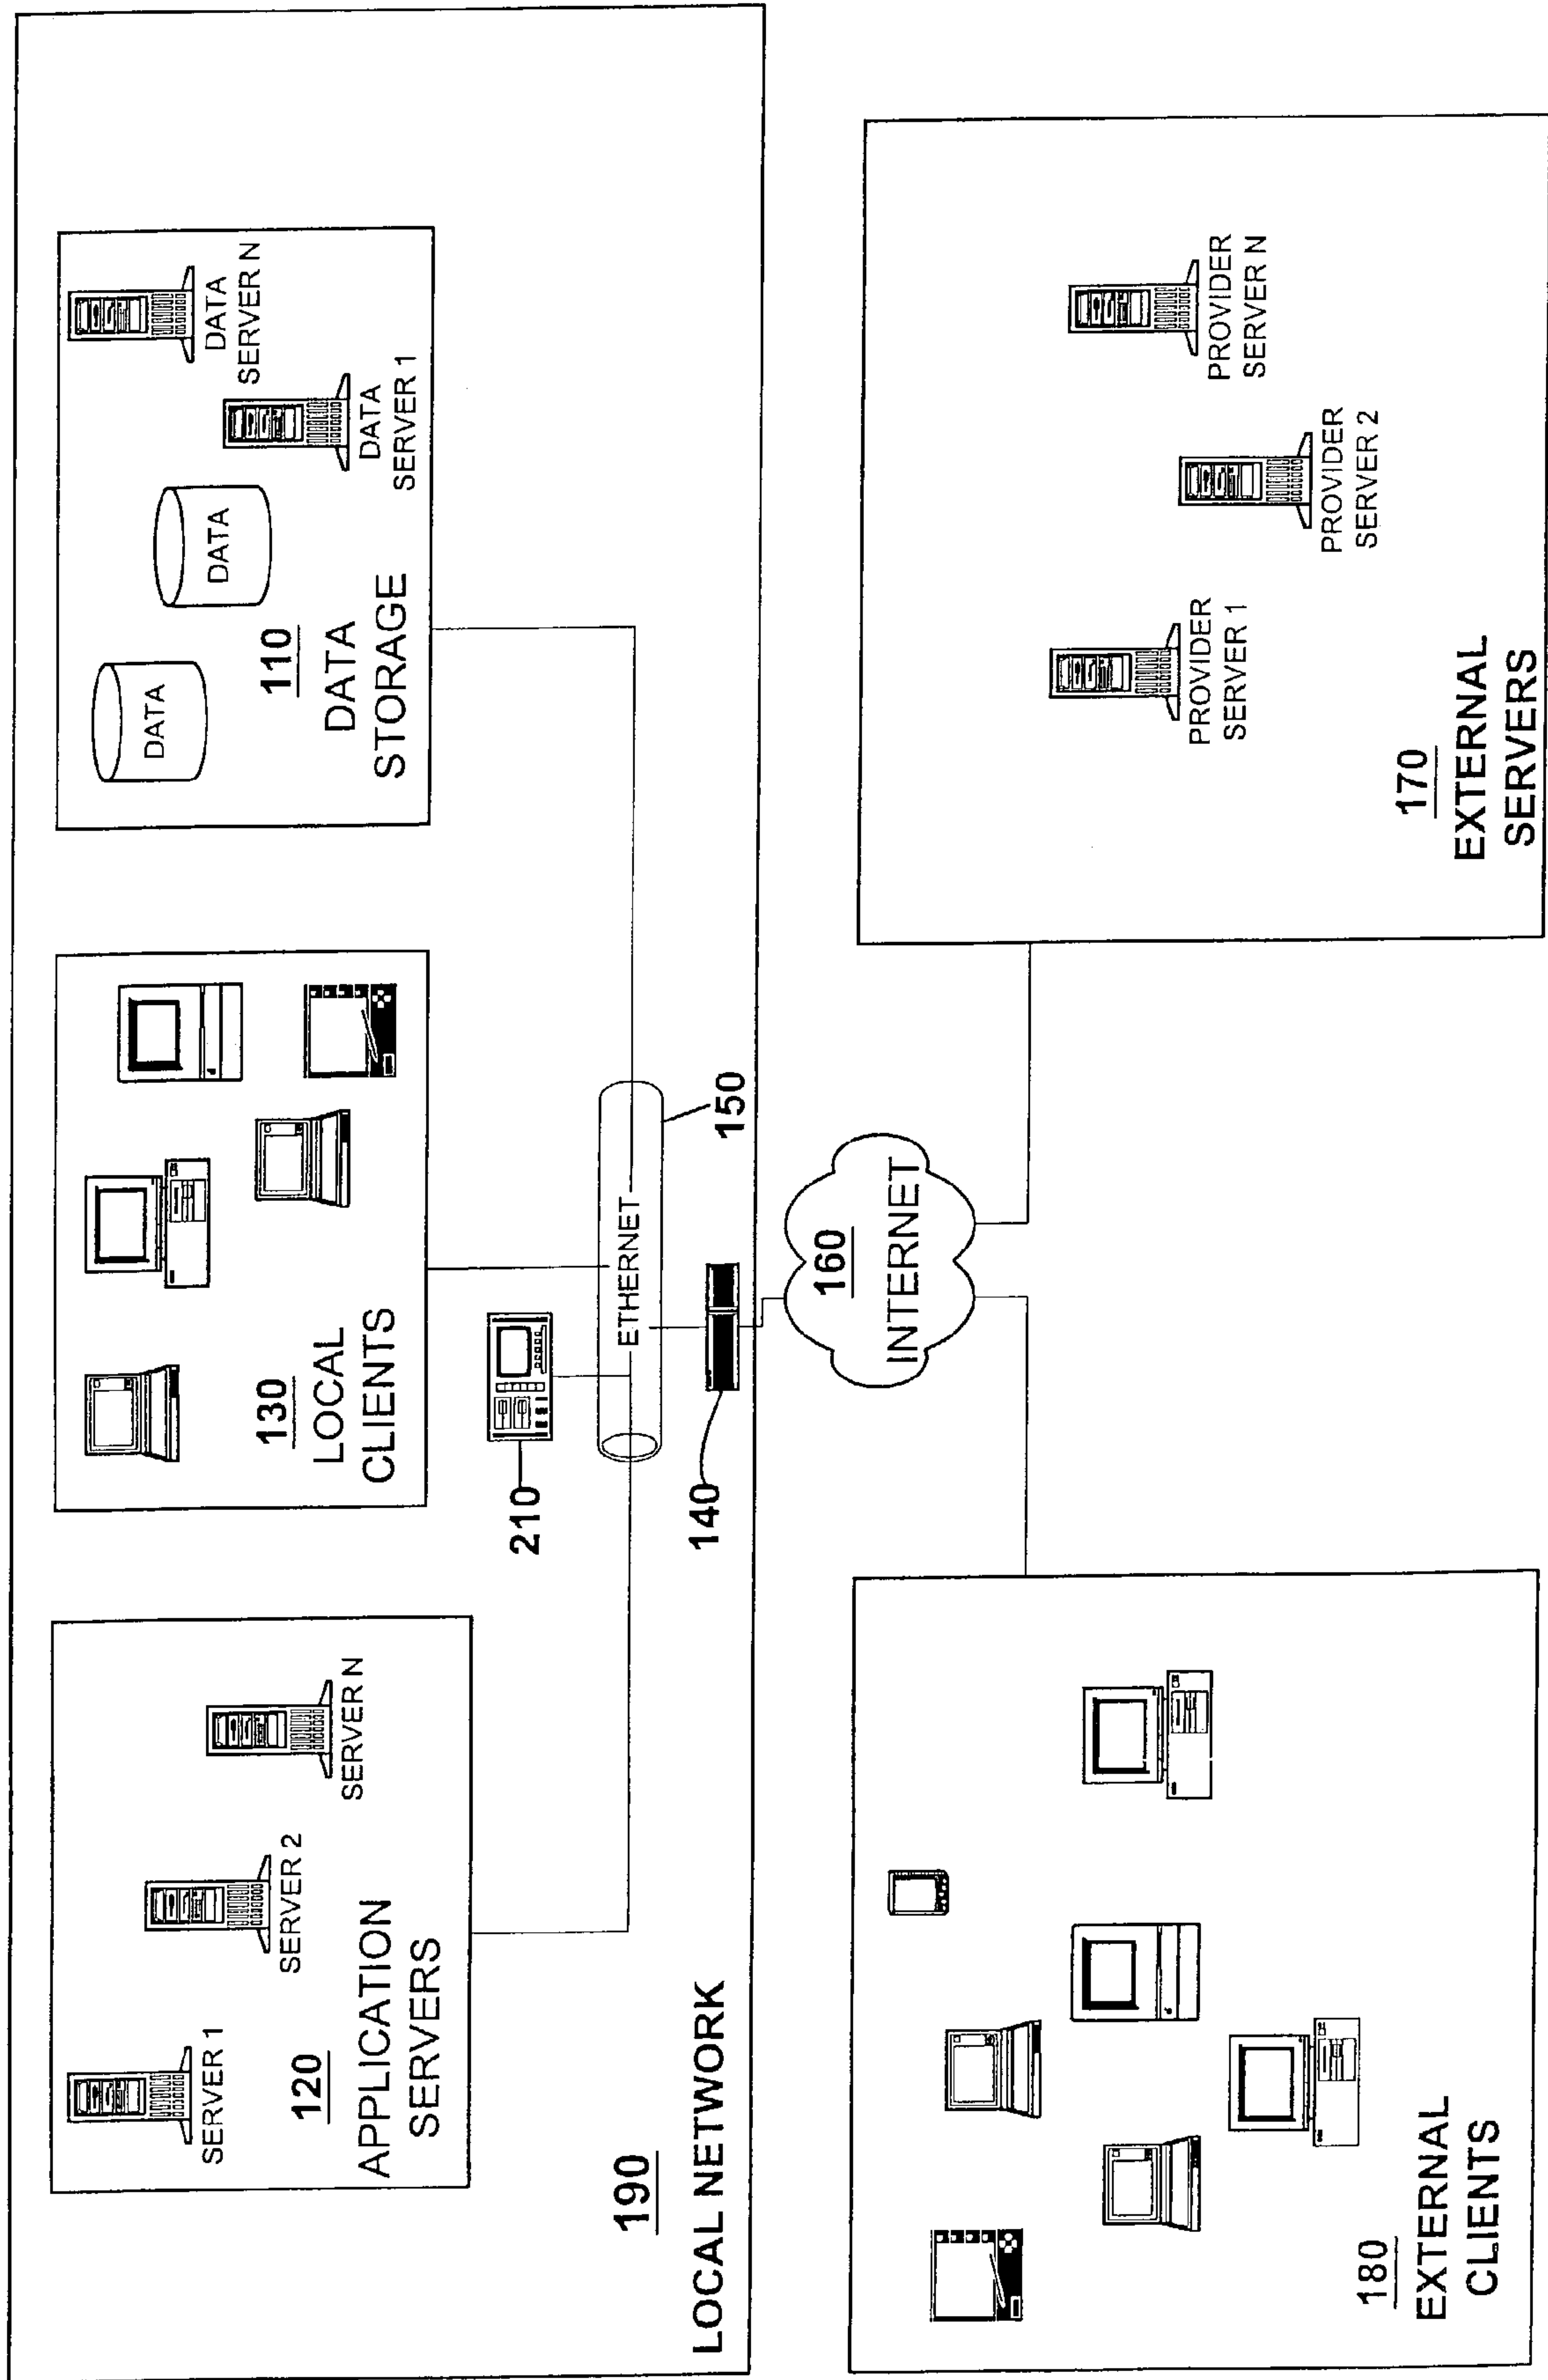 SERVER 1
SERVER 2
SERVER N
120
APPLICATION
SERVERS
130
LOCAL
CLIENTS
DATA
DATA
110
DATA
STORAGE
DATA
SERVER 1
DATA
SERVER N
210
ETHERNET
150
140
190
LOCAL NETWORK
160
INTERNET
180
EXTERNAL
CLIENTS
PROVIDER
SERVER 1
PROVIDER
SERVER 2
PROVIDER
SERVER N
170
EXTERNAL
SERVERS